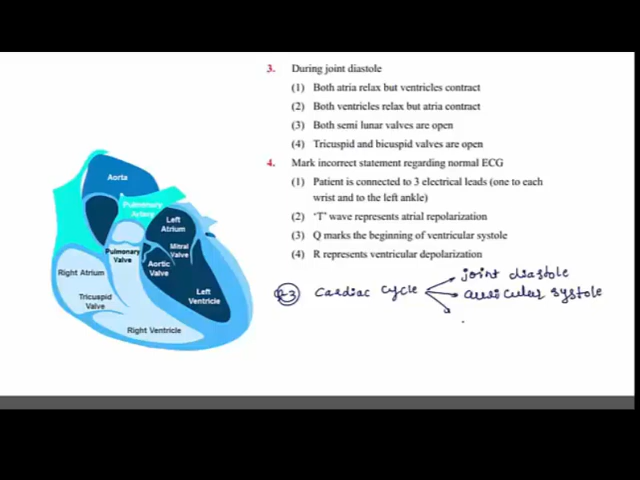 3. During joint diastole
(1) Both atria relax but ventricles contract
(2) Both ventricles relax but atria contract
(3) Both semi lunar valves are open
(4) Tricuspid and bicuspid valves are open
4. Mark incorrect statement regarding normal ECG
(1) Patient is connected to 3 electrical leads (one to each
wrist and to the left ankle)
(2) ‘T’ wave represents atrial repolarization
(3) Q marks the beginning of ventricular systole
(4) R represents ventricular depolarization
Aorta
Pulmonary
Artery
Left
Atrium
Pulmonary
Valve
Mitral
Valve
Aortic
Valve
Right Atrium
Tricuspid
Valve
Left
Ventricle
Right Ventricle
Q-3 Cardiac cycle
joint diastole
auricular systole